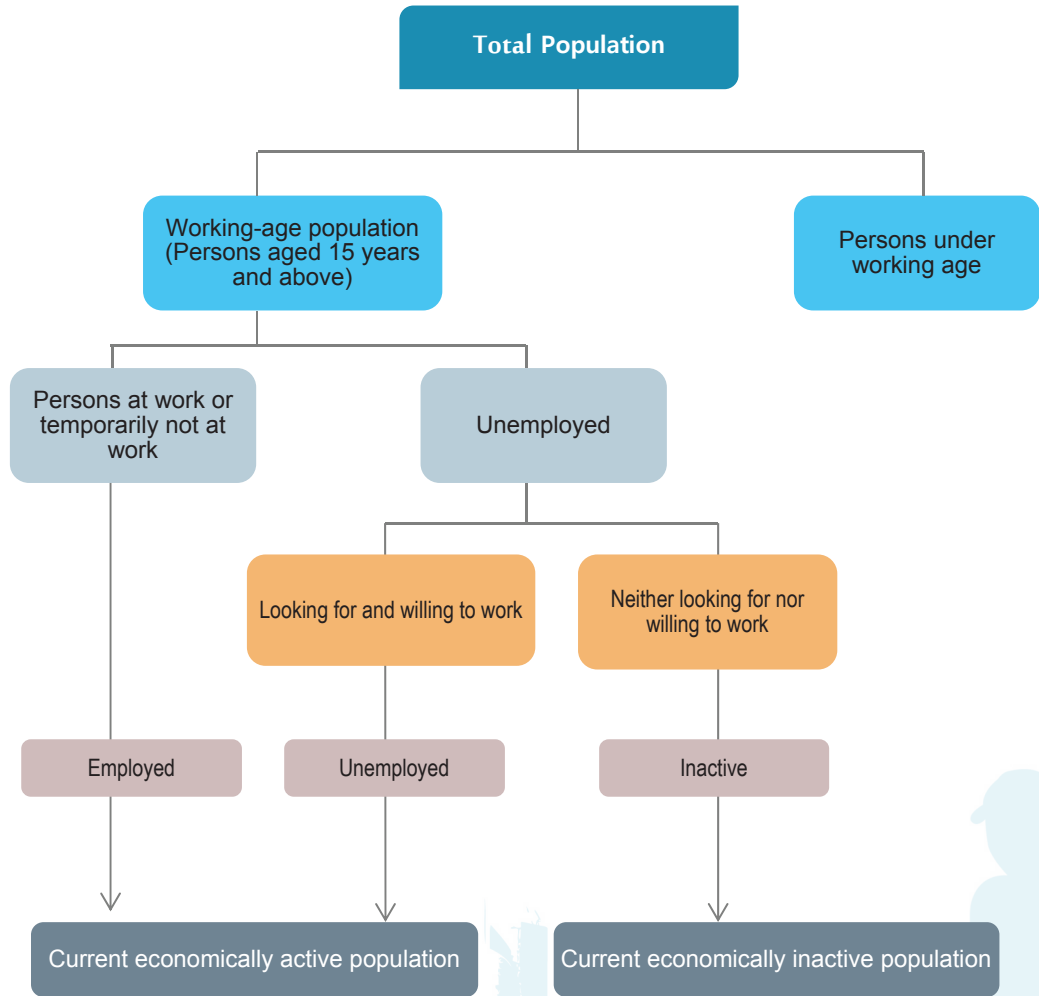 Total Population
Working-age population
(Persons aged 15 years
and above)
Persons under
working age
Persons at work or
temporarily not at
work
Unemployed
Looking for and willing to work
Neither looking for nor
willing to work
Employed
Unemployed
Inactive
Current economically active population
Current economically inactive population